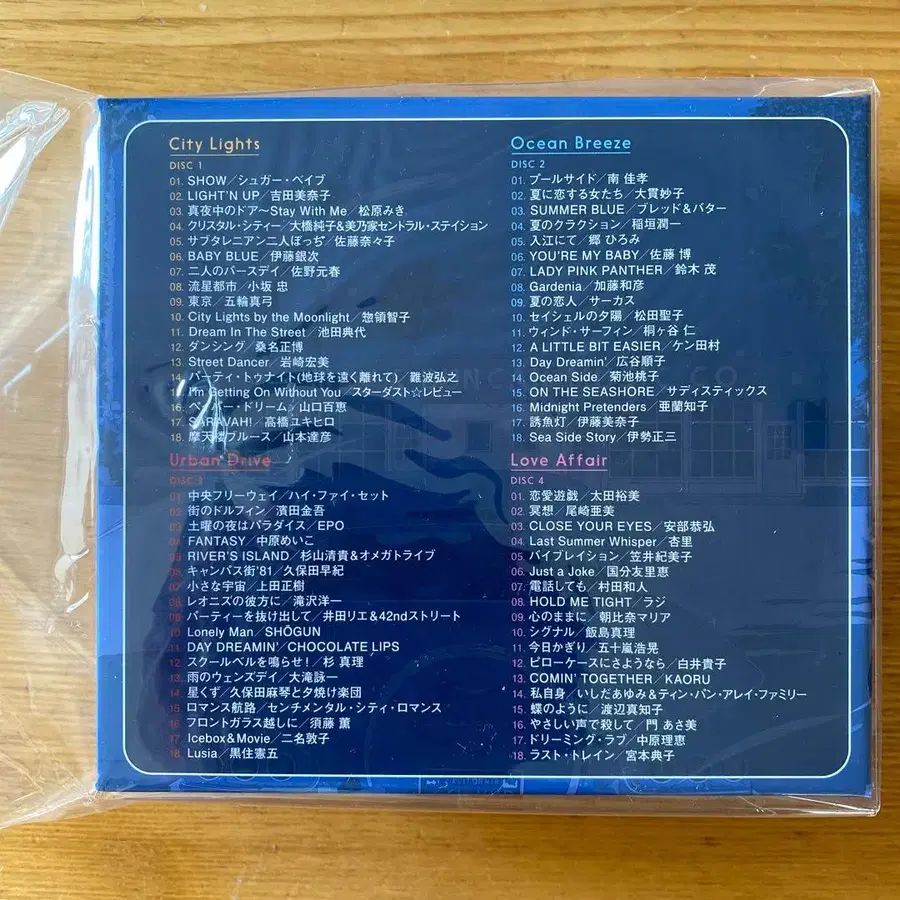 City Lights
DISC 1
01. SHOW／シュガー・ベイブ
02. LIGHT'N UP／吉田美奈子
03. 真夜中のドア〜Stay With Me／松原みき
04. クリスタル・シティー／大橋純子&美乃家セントラル・ステイション
05. サブタレニアン二人ぼっち／佐藤奈々子
06. BABY BLUE／伊藤銀次
07. 二人のバースデイ／佐野元春
08. 流星都市／小坂 忠
09. 東京／五輪真弓
10. City Lights by the Moonlight／惣領智子
11. Dream In The Street／池田典代
12. ダンシング／桑名正博
13. Street Dancer／岩崎宏美
14. パーティ・トゥナイト(地球を遠く離れて)／難波弘之
15. I'm Getting On Without You／スターダスト☆レビュー
16. ペイパー・ドリーム／山口百恵
17. SARAVAH!／高橋ユキヒロ
18. 摩天楼ブルース／山本達彦
Ocean Breeze
DISC 2
01. プールサイド／南 佳孝
02. 夏に恋する女たち／大貫妙子
03. SUMMER BLUE／ブレッド&バター
04. 夏のクラクション／稲垣潤一
05. 入江にて／郷 ひろみ
06. YOU'RE MY BABY／佐藤 博
07. LADY PINK PANTHER／鈴木 茂
08. Gardenia／加藤和彦
09. 夏の恋人／サーカス
10. セイシェルの夕陽／松田聖子
11. ウィンド・サーフィン／桐ヶ谷 仁
12. A LITTLE BIT EASIER／ケン田村
13. Day Dreamin'／広谷順子
14. Ocean Side／菊池桃子
15. ON THE SEASHORE／サディスティックス
16. Midnight Pretenders／亜蘭知子
17. 誘魚灯／伊藤美奈子
18. Sea Side Story／伊勢正三
Urban Drive
DISC 3
01. 中央フリーウェイ／ハイ・ファイ・セット
02. 街のドルフィン／濱田金吾
03. 土曜の夜はパラダイス／EPO
04. FANTASY／中原めいこ
05. RIVER'S ISLAND／杉山清貴&オメガトライブ
06. キャンパス街'81／久保田早紀
07. 小さな宇宙／上田正樹
08. レオニズの彼方に／滝沢洋一
09. パーティーを抜け出して／井田リエ&42ndストリート
10. Lonely Man／SHŌGUN
11. DAY DREAMIN'／CHOCOLATE LIPS
12. スクールベルを鳴らせ!／杉 真理
13. 雨のウェンズデイ／大滝詠一
14. 星くず／久保田麻琴と夕焼け楽団
15. ロマンス航路／センチメンタル・シティ・ロマンス
16. フロントガラス越しに／須藤 薫
17. Icebox&Movie／二名敦子
18. Lusia／黒住憲五
Love Affair
DISC 4
01. 恋愛遊戯／太田裕美
02. 冥想／尾崎亜美
03. CLOSE YOUR EYES／安部恭弘
04. Last Summer Whisper／杏里
05. バイブレイション／笠井紀美子
06. Just a Joke／国分友里恵
07. 電話しても／村田和人
08. HOLD ME TIGHT／ラジ
09. 心のままに／朝比奈マリア
10. シグナル／飯島真理
11. 今日かぎり／五十嵐浩晃
12. ピローケースにさようなら／白井貴子
13. COMIN' TOGETHER／KAORU
14. 私自身／いしだあゆみ&ティン・パン・アレイ・ファミリー
15. 蝶のように／渡辺真知子
16. やさしい声で殺して／門 あさ美
17. ドリーミング・ラブ／中原理恵
18. ラスト・トレイン／宮本典子